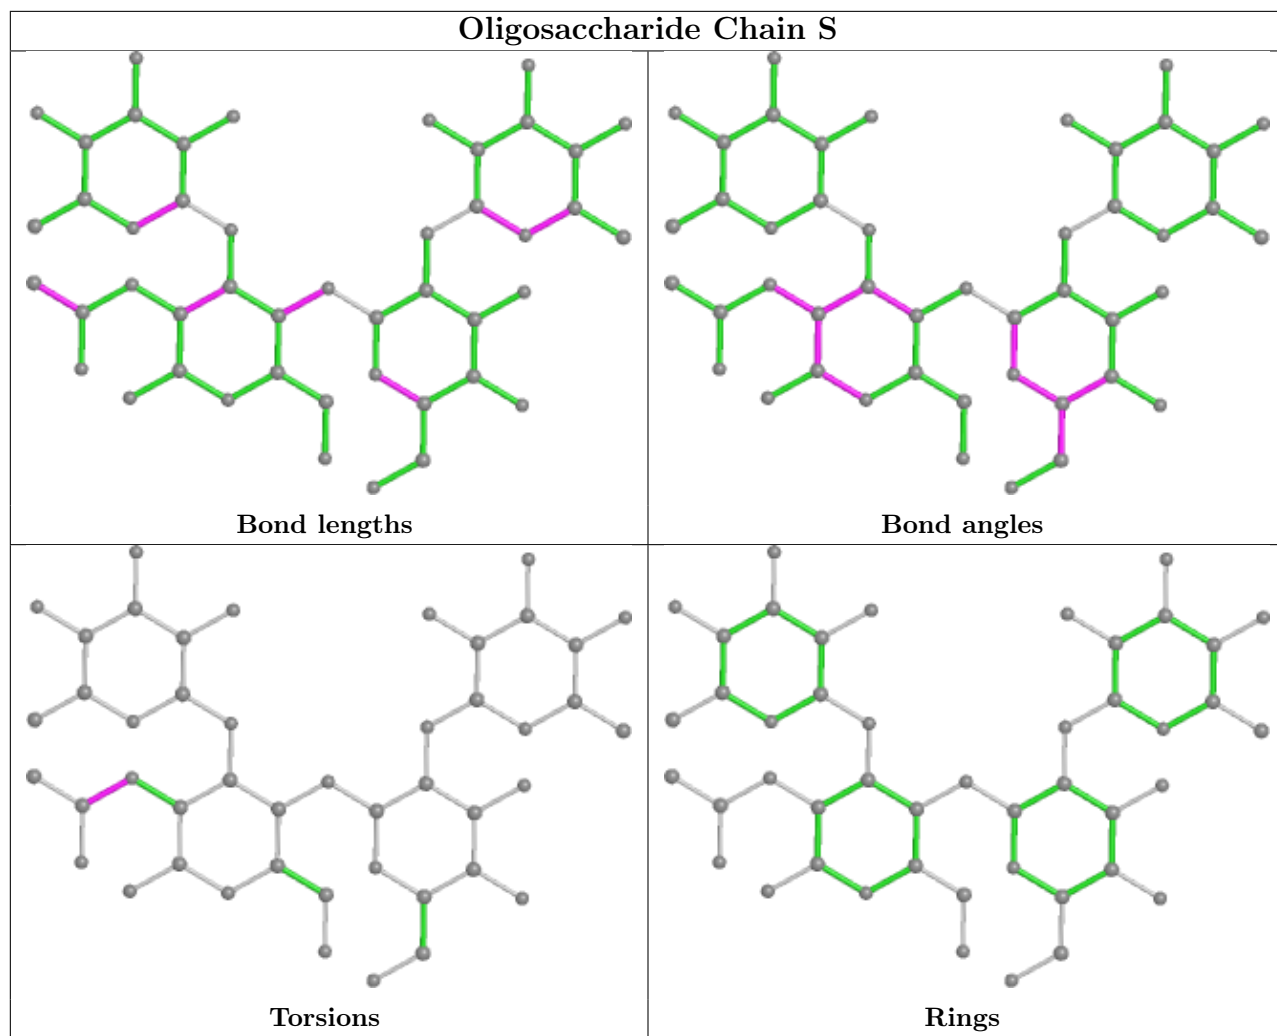 Oligosaccharide Chain S
Bond lengths
Bond angles
Torsions
Rings